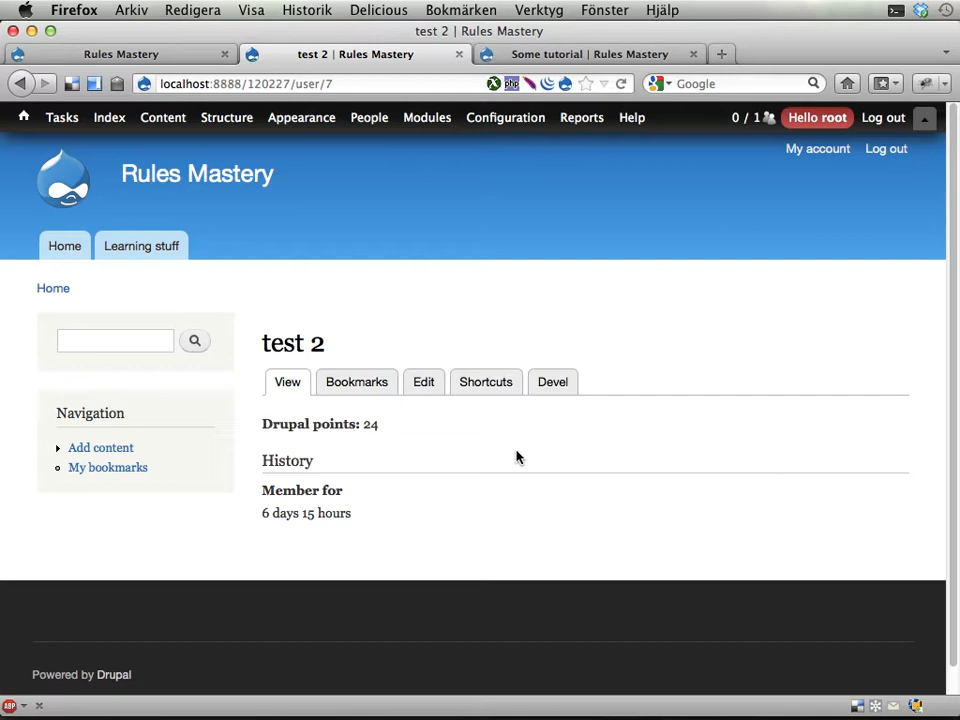 Firefox Arkiv Redigera Visa Historik Delicious Bokmärken Verktyg Fönster Hjälp
test 2 | Rules Mastery
Rules Mastery test 2 | Rules Mastery Some tutorial | Rules Mastery
localhost:8888/120227/user/7 php Google
Tasks Index Content Structure Appearance People Modules Configuration Reports Help 0 / 1 Hello root Log out
My account Log out
Rules Mastery
Home Learning stuff
Home
test 2
View Bookmarks Edit Shortcuts Devel
Navigation
Add content
My bookmarks
Drupal points: 24
History
Member for
6 days 15 hours
Powered by Drupal
ABP